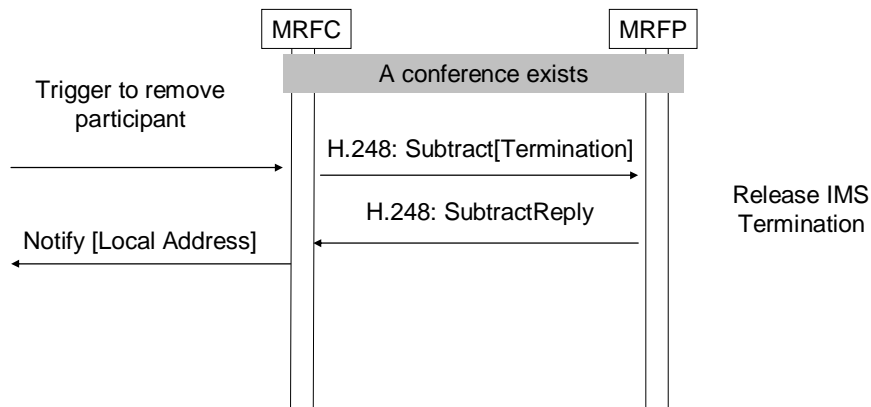 MRFC
MRFP
A conference exists
Trigger to remove
participant
H.248: Subtract[Termination]
H.248: SubtractReply
Release IMS
Termination
Notify [Local Address]